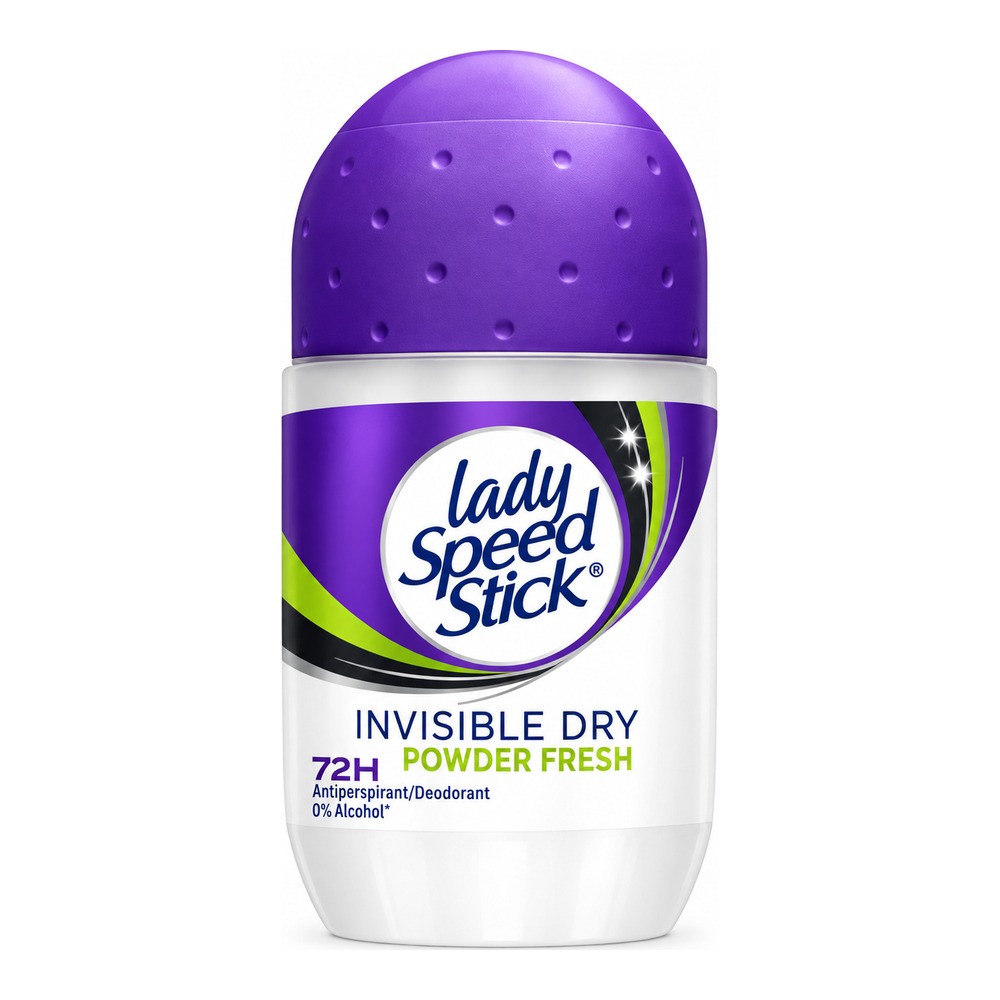 lady
Speed
Stick®
INVISIBLE DRY
POWDER FRESH
72H
Antiperspirant/Deodorant
0% Alcohol*